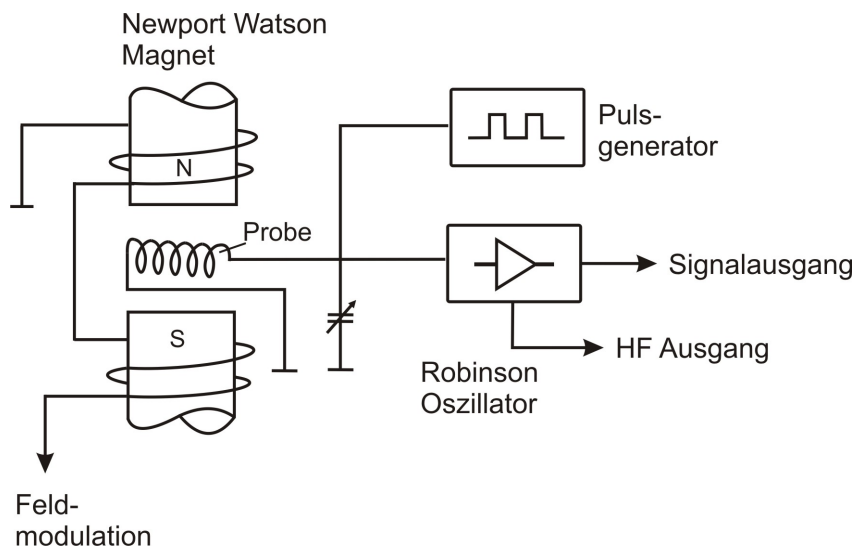 Newport Watson
Magnet
N
Puls-
generator
Probe
Signalausgang
S
HF Ausgang
Robinson
Oszillator
Feld-
modulation